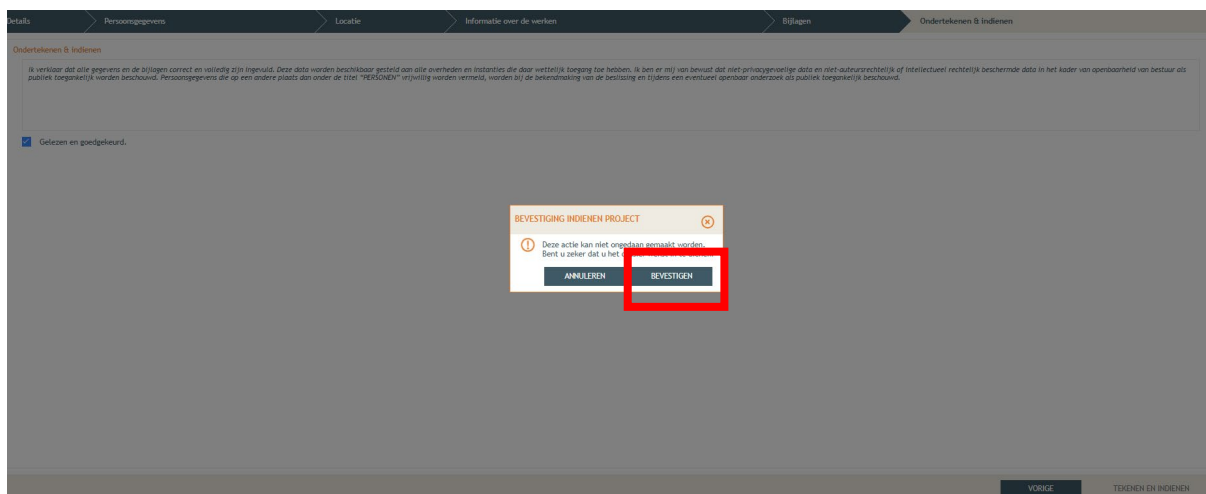 Details
Persoonsgegevens
Locatie
Informatie over de werken
Bijlagen
Ondertekenen & indienen
Ondertekenen & indienen
Ik verklaar dat alle gegevens en de bijlagen correct en volledig zijn ingevuld. Deze data worden beschikbaar gesteld aan alle overheden en instanties die daar wettelijk toegang toe hebben. Ik ben er mij van bewust dat niet-privacygevoelige data en niet-auteursrechtelijk of intellectueel rechtelijk beschermde data in het kader van openbaarheid van bestuur als
publiek toegankelijk worden beschouwd. Persoonsgegevens die op een andere plaats dan onder de titel "PERSONEN" vrijwillig worden vermeld, worden bij de bekendmaking van de beslissing en tijdens een eventueel openbaar onderzoek als publiek toegankelijk beschouwd.
Gelezen en goedgekeurd.
BEVESTIGING INDIENEN PROJECT
Deze actie kan niet ongedaan gemaakt worden.
Bent u zeker dat u het
ANNULEREN
BEVESTIGEN
VORIGE
TEKENEN EN INDIENEN